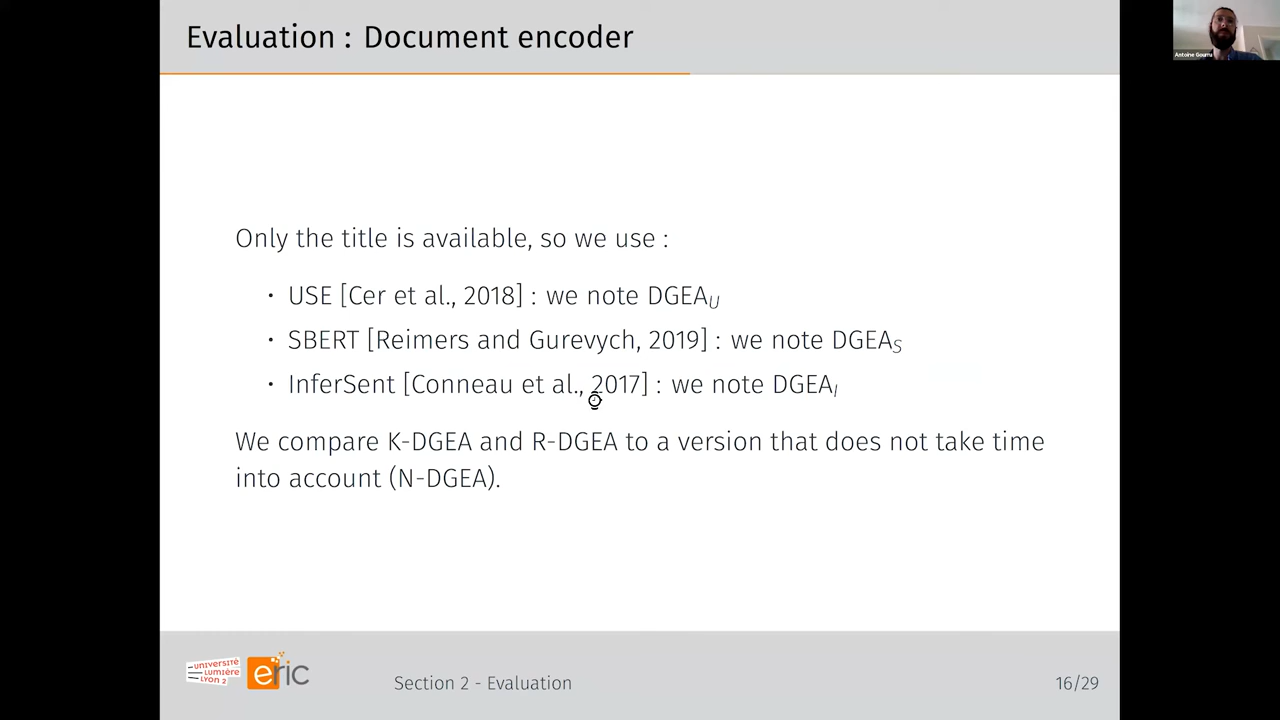 Evaluation : Document encoder
Antoine Gourru
Only the title is available, so we use :
• USE [Cer et al., 2018] : we note DGEA_U
• SBERT [Reimers and Gurevych, 2019] : we note DGEA_S
• InferSent [Conneau et al., 2017] : we note DGEA_I
We compare K-DGEA and R-DGEA to a version that does not take time
into account (N-DGEA).
UNIVERSITÉ
LUMIÈRE
LYON 2
eric
Section 2 - Evaluation
16/29